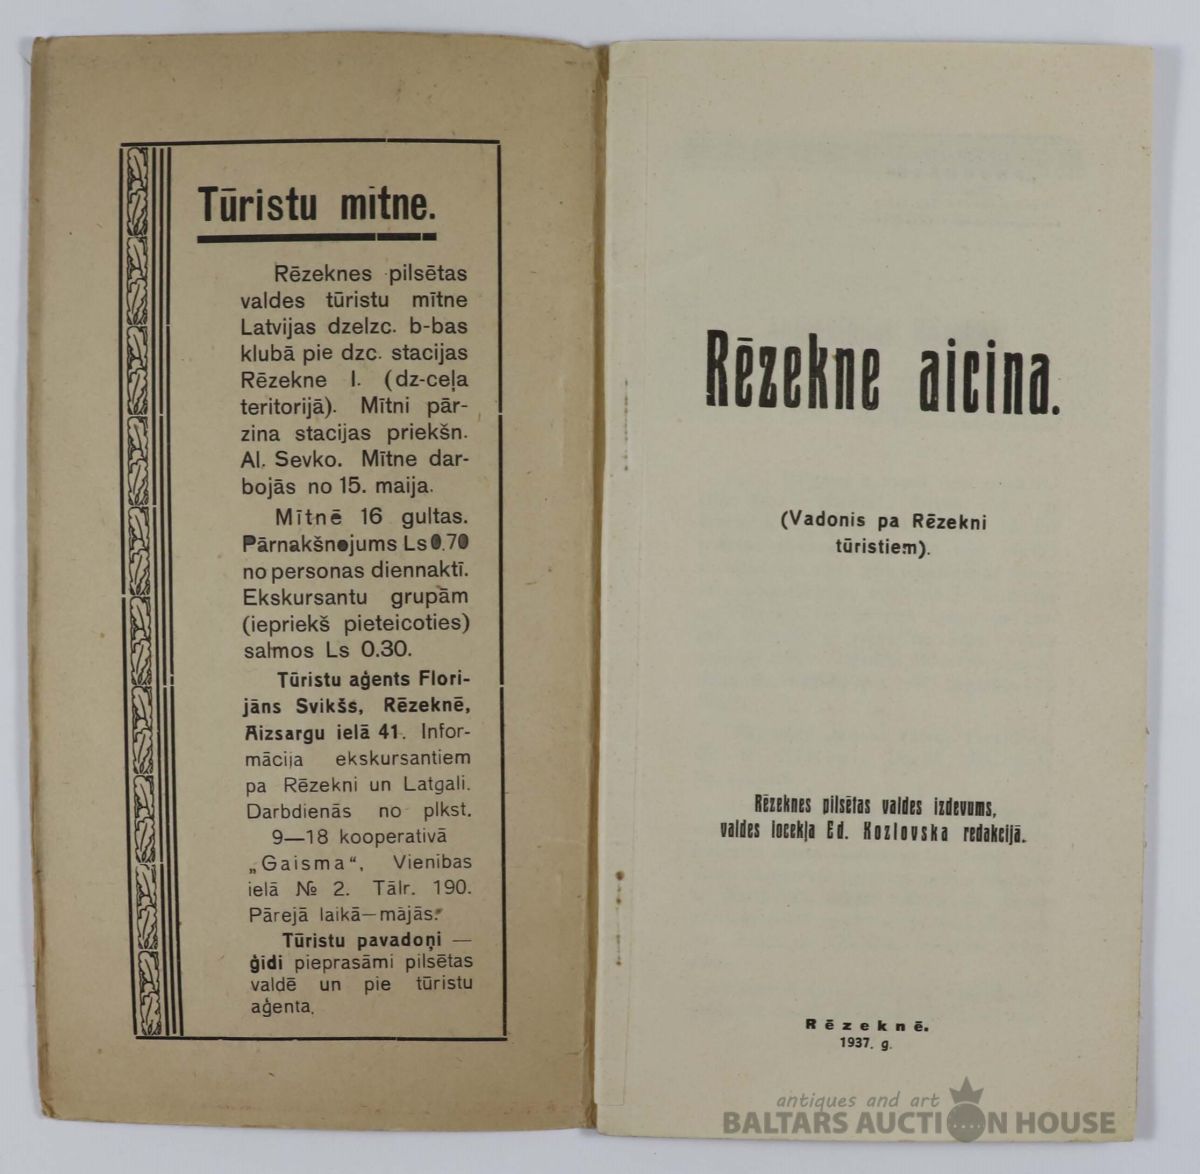 Tūristu mītne.
Rēzeknes pilsētas
valdes tūristu mītne
Latvijas dzelzc. b-bas
klubā pie dzc. stacijas
Rēzekne I. (dz-ceļa
teritorijā). Mītni pār-
zina stacijas priekšn.
Al. Sevko. Mītne dar-
bojās no 15. maija.
Mītnē 16 gultas.
Pārnakšņojums Ls 0.70
no personas diennaktī.
Ekskursantu grupām
(iepriekš pieteicoties)
salmos Ls 0.30.
Tūristu aģents Flori-
jāns Svikšs, Rēzeknē,
Aizsargu ielā 41. Infor-
mācija ekskursantiem
pa Rēzekni un Latgali.
Darbdienās no plkst.
9—18 kooperatīvā
„Gaisma“, Vienības
ielā № 2. Tālr. 190.
Pārejā laikā—mājās.
Tūristu pavadoņi —
ģidi pieprasāmi pilsētas
valdē un pie tūristu
aģenta.
Rēzekne aicina.
(Vadonis pa Rēzekni
tūristiem).
Rēzeknes pilsētas valdes izdevums,
valdes locekļa Ed. Kozlovska redakcijā.
Rēzeknē.
1937. g.
antiques and art
BALTARS AUCTION HOUSE